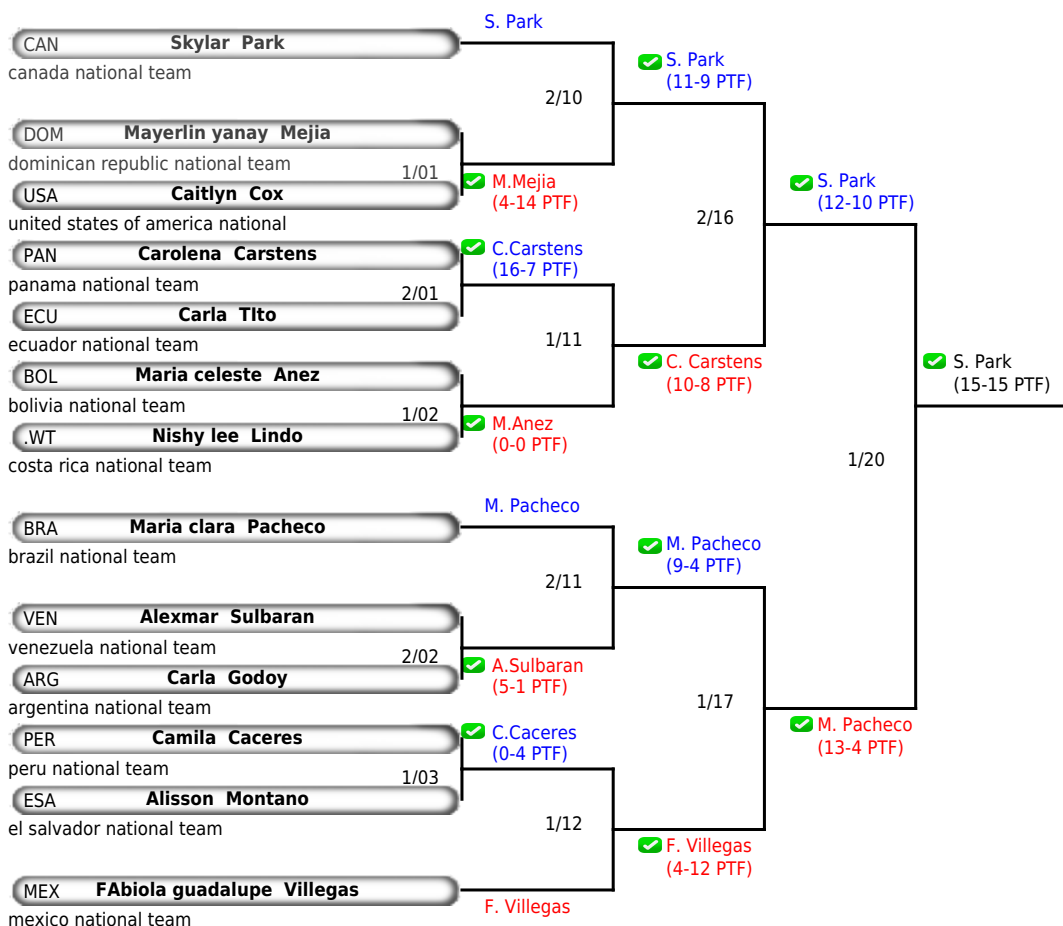 S. Park
CAN Skylar Park
canada national team
S. Park
(11-9 PTF)
2/10
DOM Mayerlin yanay Mejia
dominican republic national team
1/01
M.Mejia
(4-14 PTF)
USA Caitlyn Cox
united states of america national
S. Park
(12-10 PTF)
2/16
PAN Carolena Carstens
panama national team
C.Carstens
(16-7 PTF)
2/01
ECU Carla TIto
ecuador national team
1/11
C. Carstens
(10-8 PTF)
S. Park
(15-15 PTF)
BOL Maria celeste Anez
bolivia national team
1/02
M.Anez
(0-0 PTF)
.WT Nishy lee Lindo
costa rica national team
1/20
M. Pacheco
BRA Maria clara Pacheco
brazil national team
M. Pacheco
(9-4 PTF)
2/11
VEN Alexmar Sulbaran
venezuela national team
2/02
A.Sulbaran
(5-1 PTF)
ARG Carla Godoy
argentina national team
1/17
M. Pacheco
(13-4 PTF)
PER Camila Caceres
peru national team
C.Caceres
(0-4 PTF)
1/03
ESA Alisson Montano
el salvador national team
1/12
F. Villegas
(4-12 PTF)
MEX FAbiola guadalupe Villegas
mexico national team
F. Villegas